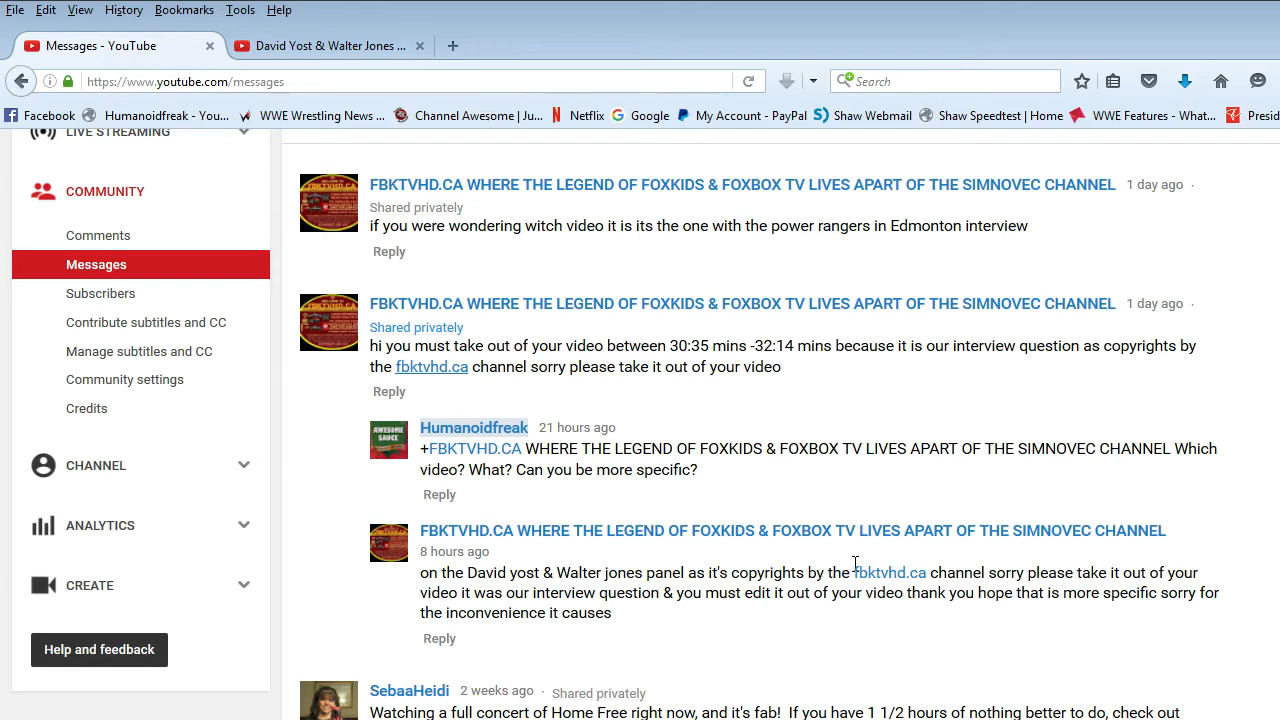 File Edit View History Bookmarks Tools Help
Messages - YouTube × David Yost & Walter Jones ... × +
https://www.youtube.com/messages Search
Facebook Humanoidfreak - You... WWE Wrestling News ... Channel Awesome | Ju... Netflix Google My Account - PayPal Shaw Webmail Shaw Speedtest | Home WWE Features - What... Presid
LIVE STREAMING
COMMUNITY
Comments
Messages
Subscribers
Contribute subtitles and CC
Manage subtitles and CC
Community settings
Credits
CHANNEL
ANALYTICS
CREATE
Help and feedback
FBKTVHD.CA WHERE THE LEGEND OF FOXKIDS & FOXBOX TV LIVES APART OF THE SIMNOVEC CHANNEL 1 day ago ·
Shared privately
if you were wondering witch video it is its the one with the power rangers in Edmonton interview
Reply
FBKTVHD.CA WHERE THE LEGEND OF FOXKIDS & FOXBOX TV LIVES APART OF THE SIMNOVEC CHANNEL 1 day ago ·
Shared privately
hi you must take out of your video between 30:35 mins -32:14 mins because it is our interview question as copyrights by
the fbktvhd.ca channel sorry please take it out of your video
Reply
AWESOME
SAUCE
Humanoidfreak 21 hours ago
+FBKTVHD.CA WHERE THE LEGEND OF FOXKIDS & FOXBOX TV LIVES APART OF THE SIMNOVEC CHANNEL Which
video? What? Can you be more specific?
Reply
FBKTVHD.CA WHERE THE LEGEND OF FOXKIDS & FOXBOX TV LIVES APART OF THE SIMNOVEC CHANNEL
8 hours ago
on the David yost & Walter jones panel as it's copyrights by the fbktvhd.ca channel sorry please take it out of your
video it was our interview question & you must edit it out of your video thank you hope that is more specific sorry for
the inconvenience it causes
Reply
SebaaHeidi 2 weeks ago · Shared privately
Watching a full concert of Home Free right now, and it's fab! If you have 1 1/2 hours of nothing better to do, check out